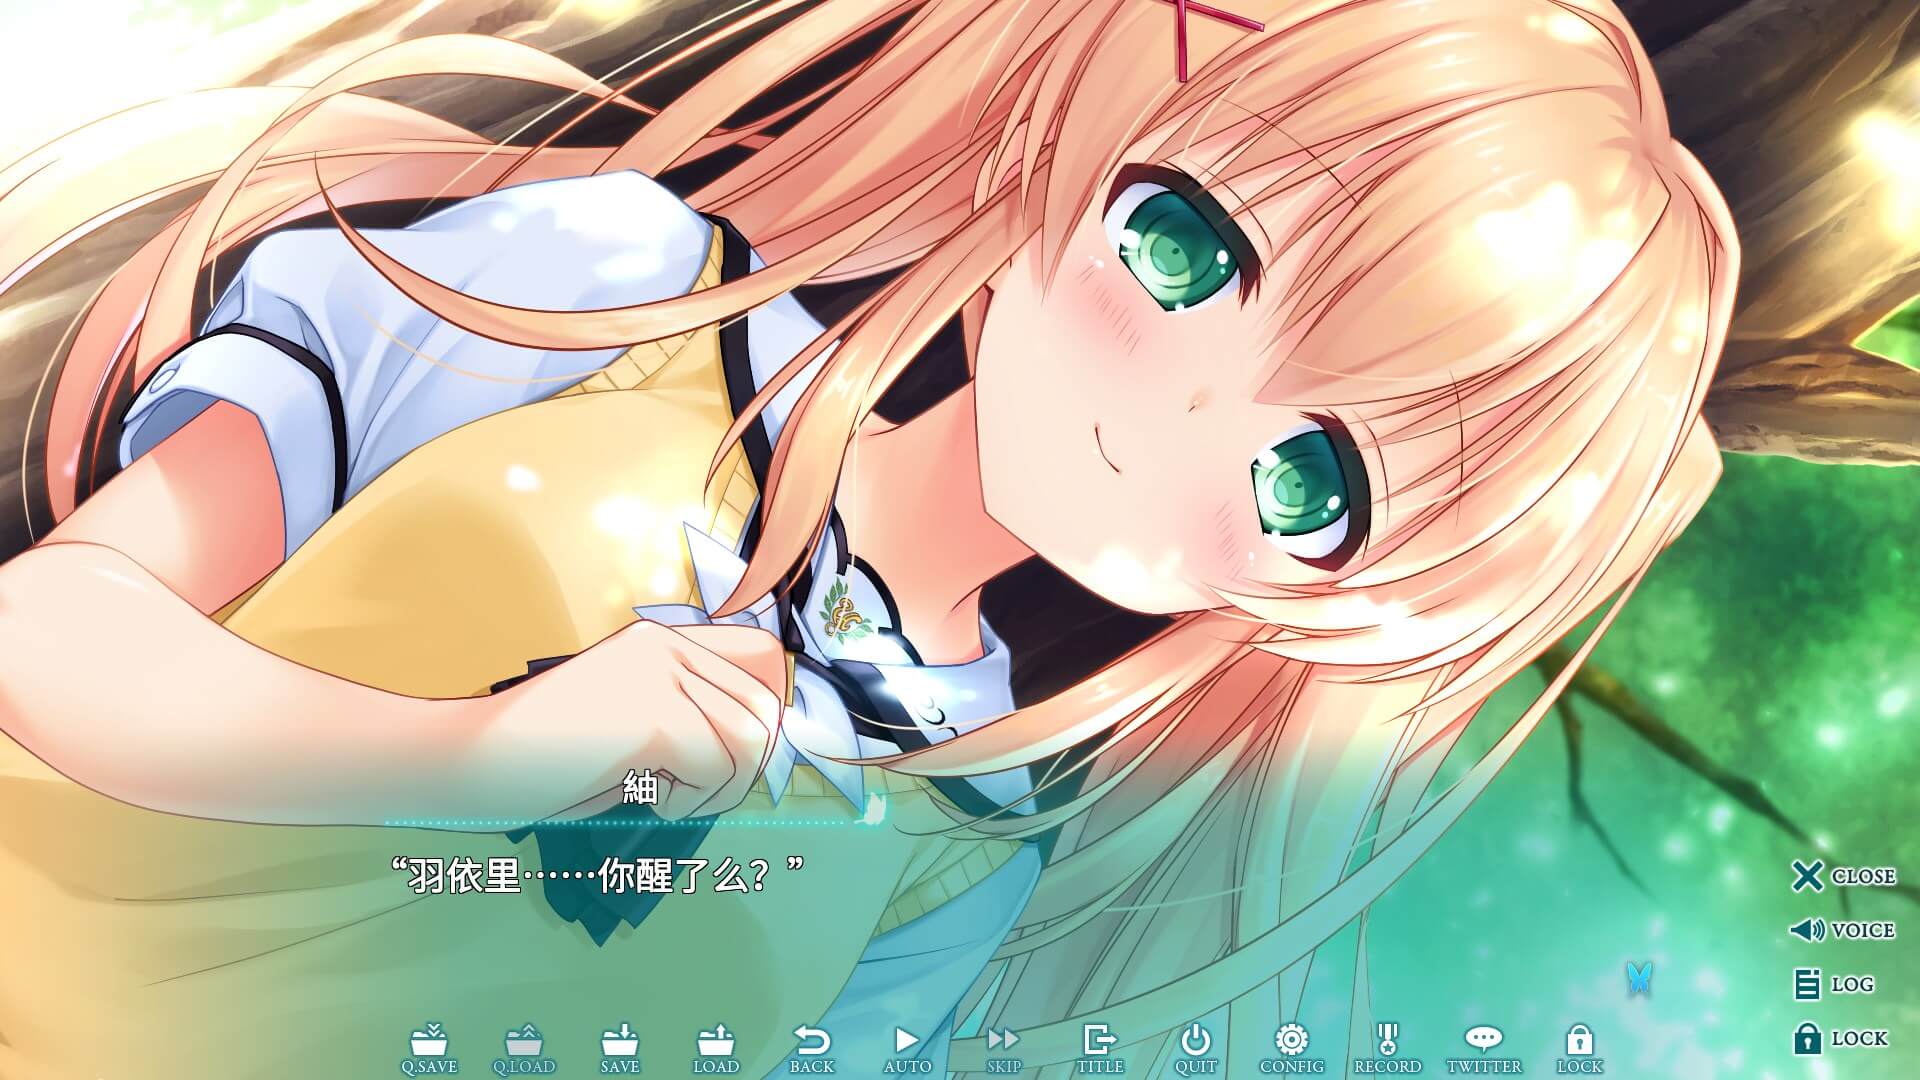 紬
“羽依里……你醒了么？”
CLOSE
VOICE
LOG
LOCK
Q.SAVE
Q.LOAD
SAVE
LOAD
BACK
AUTO
SKIP
TITLE
QUIT
CONFIG
RECORD
TWITTER
LOCK